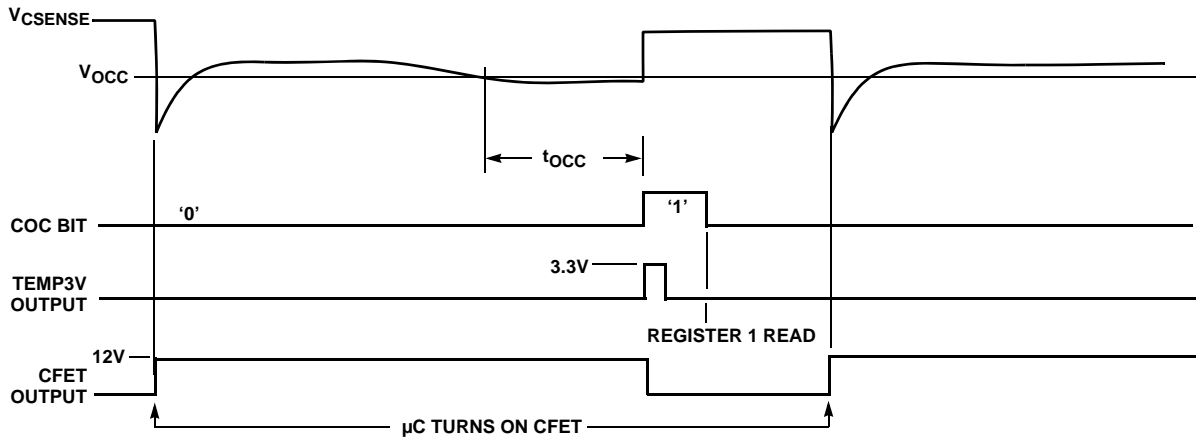 VCSENSE
VOCC
tOCC
COC BIT
‘0’
‘1’
3.3V
TEMP3V
OUTPUT
REGISTER 1 READ
12V
CFET
OUTPUT
µC TURNS ON CFET